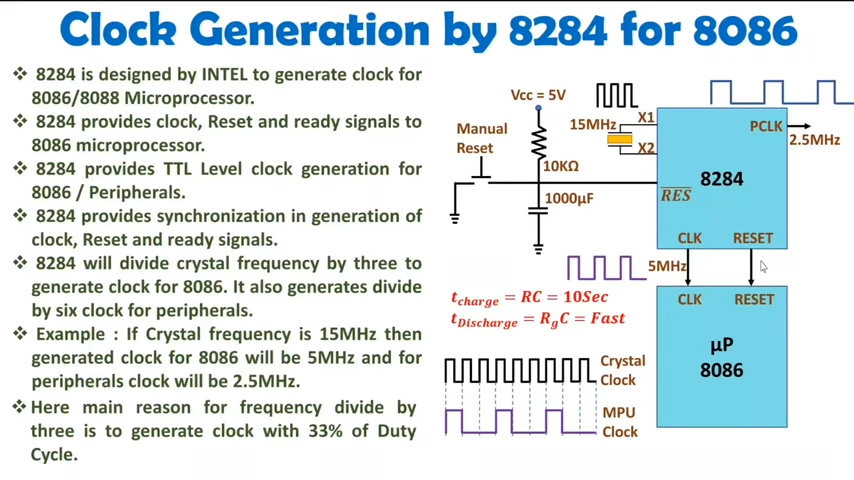 Clock Generation by 8284 for 8086
❖ 8284 is designed by INTEL to generate clock for
8086/8088 Microprocessor.
❖ 8284 provides clock, Reset and ready signals to
8086 microprocessor.
❖ 8284 provides TTL Level clock generation for
8086 / Peripherals.
❖ 8284 provides synchronization in generation of
clock, Reset and ready signals.
❖ 8284 will divide crystal frequency by three to
generate clock for 8086. It also generates divide
by six clock for peripherals.
❖ Example : If Crystal frequency is 15MHz then
generated clock for 8086 will be 5MHz and for
peripherals clock will be 2.5MHz.
❖ Here main reason for frequency divide by
three is to generate clock with 33% of Duty
Cycle.
Vcc = 5V
Manual
Reset
10KΩ
1000µF
15MHz
X1
X2
PCLK
2.5MHz
8284
R̅E̅S̅
CLK RESET
5MHz
CLK RESET
µP
8086
t_charge = RC = 10Sec
t_Discharge = R_gC = Fast
Crystal
Clock
MPU
Clock